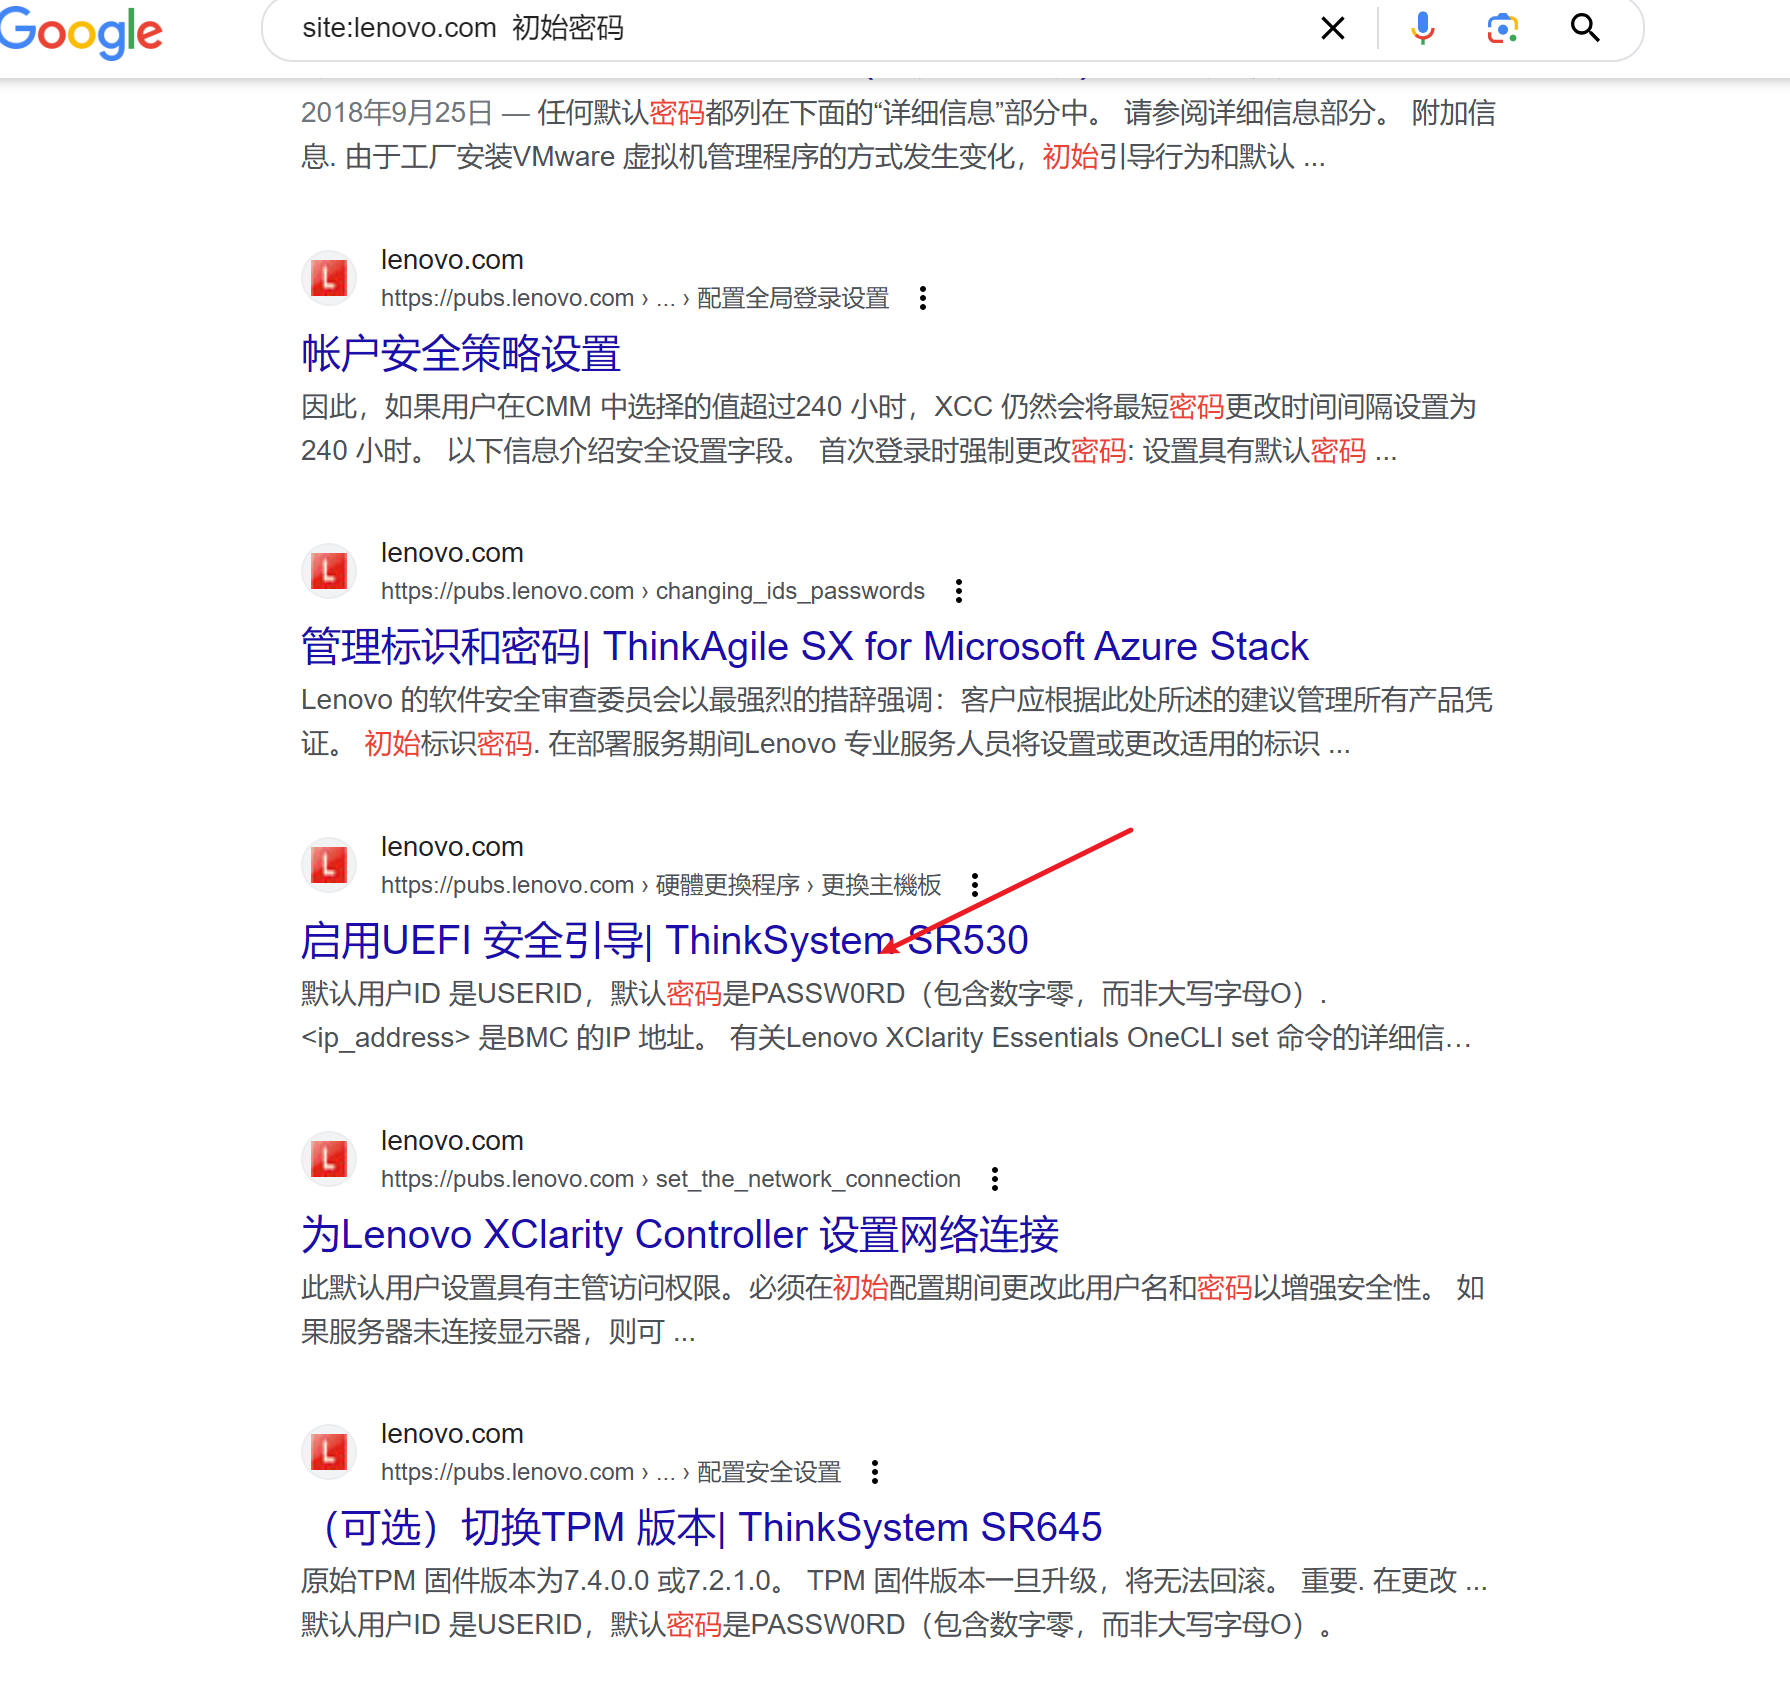 Google
site:lenovo.com 初始密码
2018年9月25日 — 任何默认密码都列在下面的“详细信息”部分中。 请参阅详细信息部分。 附加信
息. 由于工厂安装VMware 虚拟机管理程序的方式发生变化，初始引导行为和默认 ...
lenovo.com
https://pubs.lenovo.com › ... › 配置全局登录设置
帐户安全策略设置
因此，如果用户在CMM 中选择的值超过240 小时，XCC 仍然会将最短密码更改时间间隔设置为
240 小时。 以下信息介绍安全设置字段。 首次登录时强制更改密码: 设置具有默认密码 ...
lenovo.com
https://pubs.lenovo.com › changing_ids_passwords
管理标识和密码| ThinkAgile SX for Microsoft Azure Stack
Lenovo 的软件安全审查委员会以最强烈的措辞强调：客户应根据此处所述的建议管理所有产品凭
证。 初始标识密码. 在部署服务期间Lenovo 专业服务人员将设置或更改适用的标识 ...
lenovo.com
https://pubs.lenovo.com › 硬體更換程序 › 更換主機板
启用UEFI 安全引导| ThinkSystem SR530
默认用户ID 是USERID，默认密码是PASSW0RD（包含数字零，而非大写字母O）.
<ip_address> 是BMC 的IP 地址。 有关Lenovo XClarity Essentials OneCLI set 命令的详细信...
lenovo.com
https://pubs.lenovo.com › set_the_network_connection
为Lenovo XClarity Controller 设置网络连接
此默认用户设置具有主管访问权限。必须在初始配置期间更改此用户名和密码以增强安全性。 如
果服务器未连接显示器，则可 ...
lenovo.com
https://pubs.lenovo.com › ... › 配置安全设置
（可选）切换TPM 版本| ThinkSystem SR645
原始TPM 固件版本为7.4.0.0 或7.2.1.0。 TPM 固件版本一旦升级，将无法回滚。 重要. 在更改 ...
默认用户ID 是USERID，默认密码是PASSW0RD（包含数字零，而非大写字母O）。